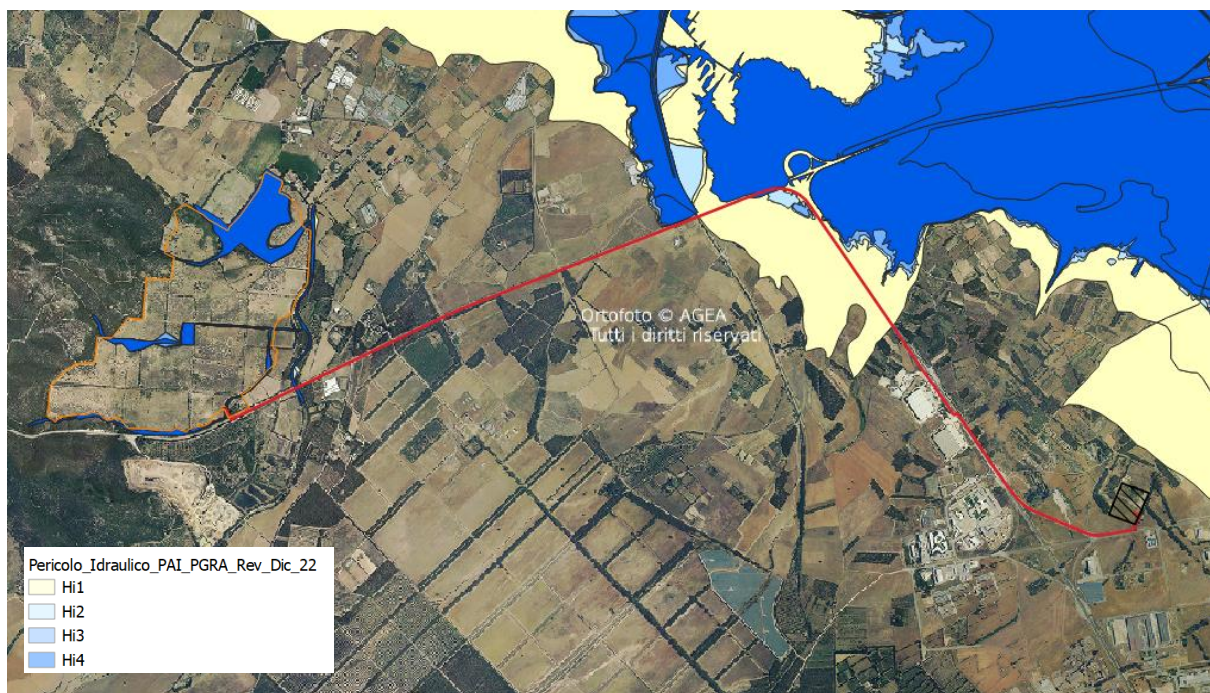 Ortofoto © AGEA
Tutti i diritti riservati
Pericolo_Idraulico_PAI_PGRA_Rev_Dic_22
Hi1
Hi2
Hi3
Hi4